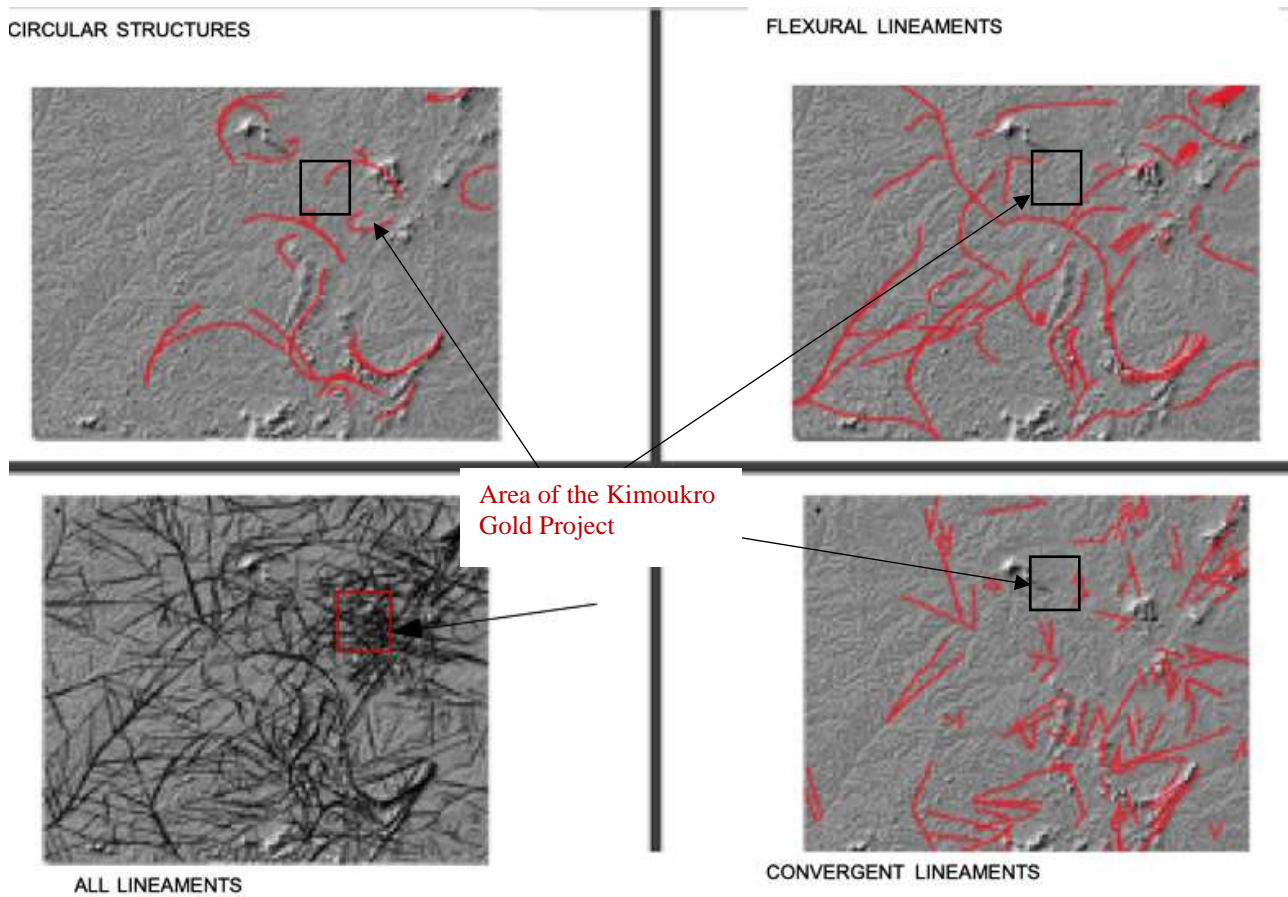 CIRCULAR STRUCTURES
FLEXURAL LINEAMENTS
Area of the Kimoukro
Gold Project
ALL LINEAMENTS
CONVERGENT LINEAMENTS